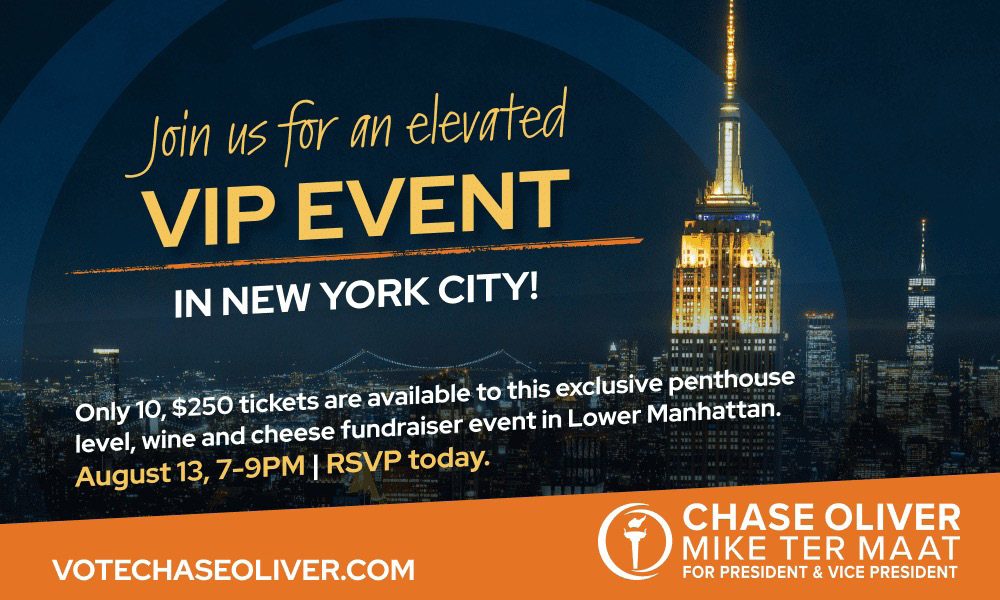 Join us for an elevated
VIP EVENT
IN NEW YORK CITY!
Only 10, $250 tickets are available to this exclusive penthouse
level, wine and cheese fundraiser event in Lower Manhattan.
August 13, 7-9PM | RSVP today.
VOTECHASEOLIVER.COM
CHASE OLIVER
MIKE TER MAAT
FOR PRESIDENT & VICE PRESIDENT